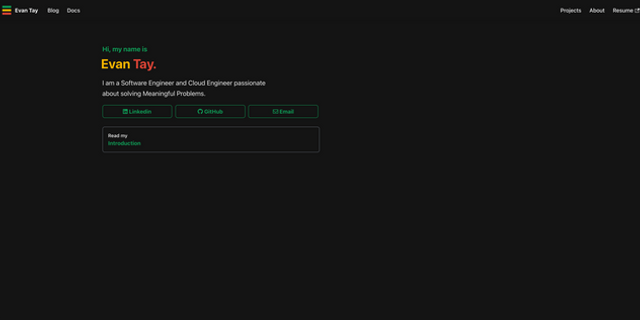 Evan Tay Blog Docs Projects About Resume
Hi, my name is
Evan Tay.
I am a Software Engineer and Cloud Engineer passionate
about solving Meaningful Problems.
LinkedIn GitHub Email
Read my
Introduction